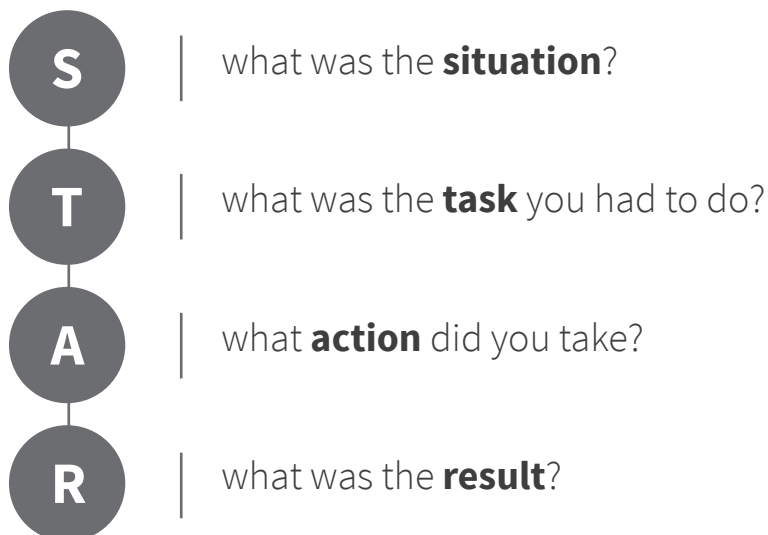 S what was the situation?
T what was the task you had to do?
A what action did you take?
R what was the result?